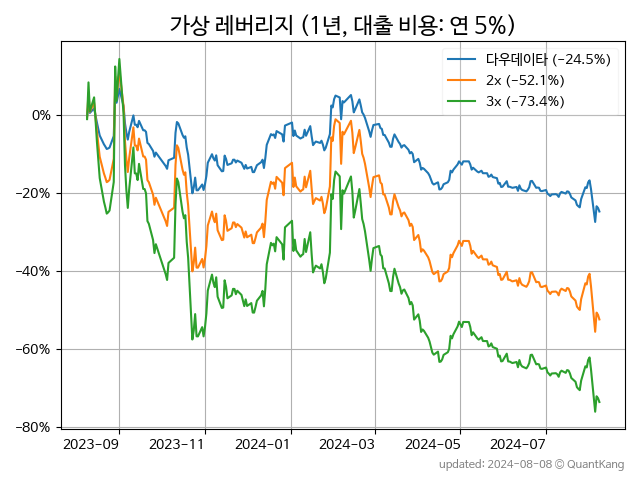 가상 레버리지 (1년, 대출 비용: 연 5%)
다우데이타 (−24.5%)
2x (−52.1%)
3x (−73.4%)
0%
−20%
−40%
−60%
−80%
2023-09 2023-11 2024-01 2024-03 2024-05 2024-07
updated: 2024-08-08 © QuantKang